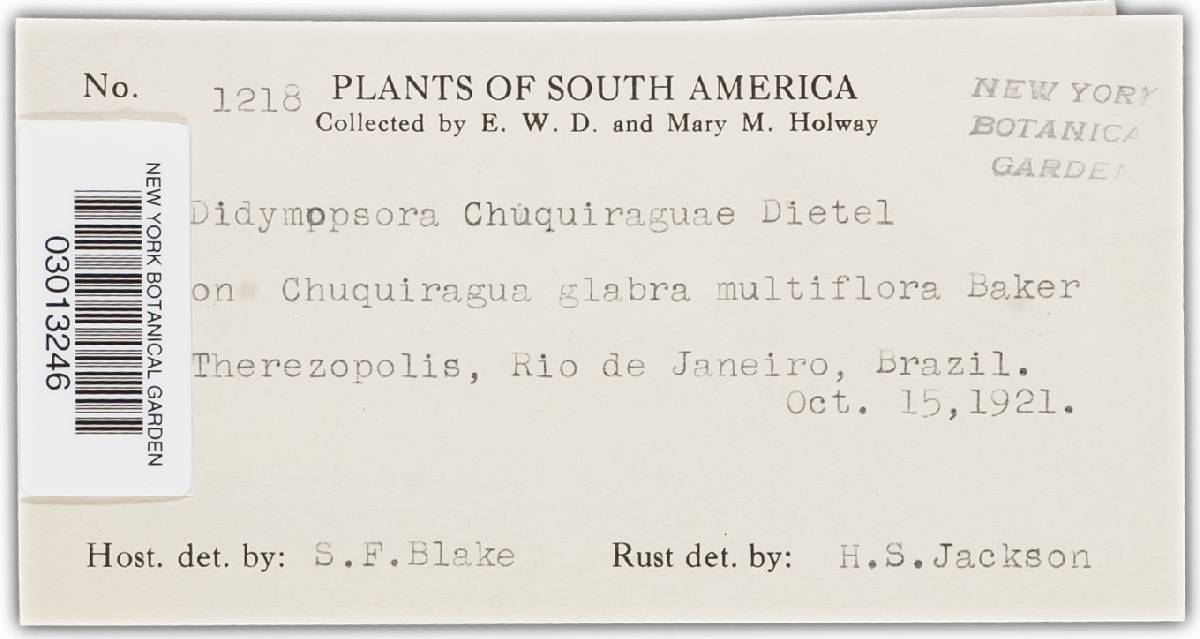 No. 1218 PLANTS OF SOUTH AMERICA
Collected by E. W. D. and Mary M. Holway
NEW YORK
BOTANICA
GARDEN
Didymopsora Chuquiraguae Dietel
on Chuquiragua glabra multiflora Baker
Therezopolis, Rio de Janeiro, Brazil.
Oct. 15,1921.
Host. det. by: S.F.Blake Rust det. by: H.S.Jackson
NEW YORK BOTANICAL GARDEN
03013246